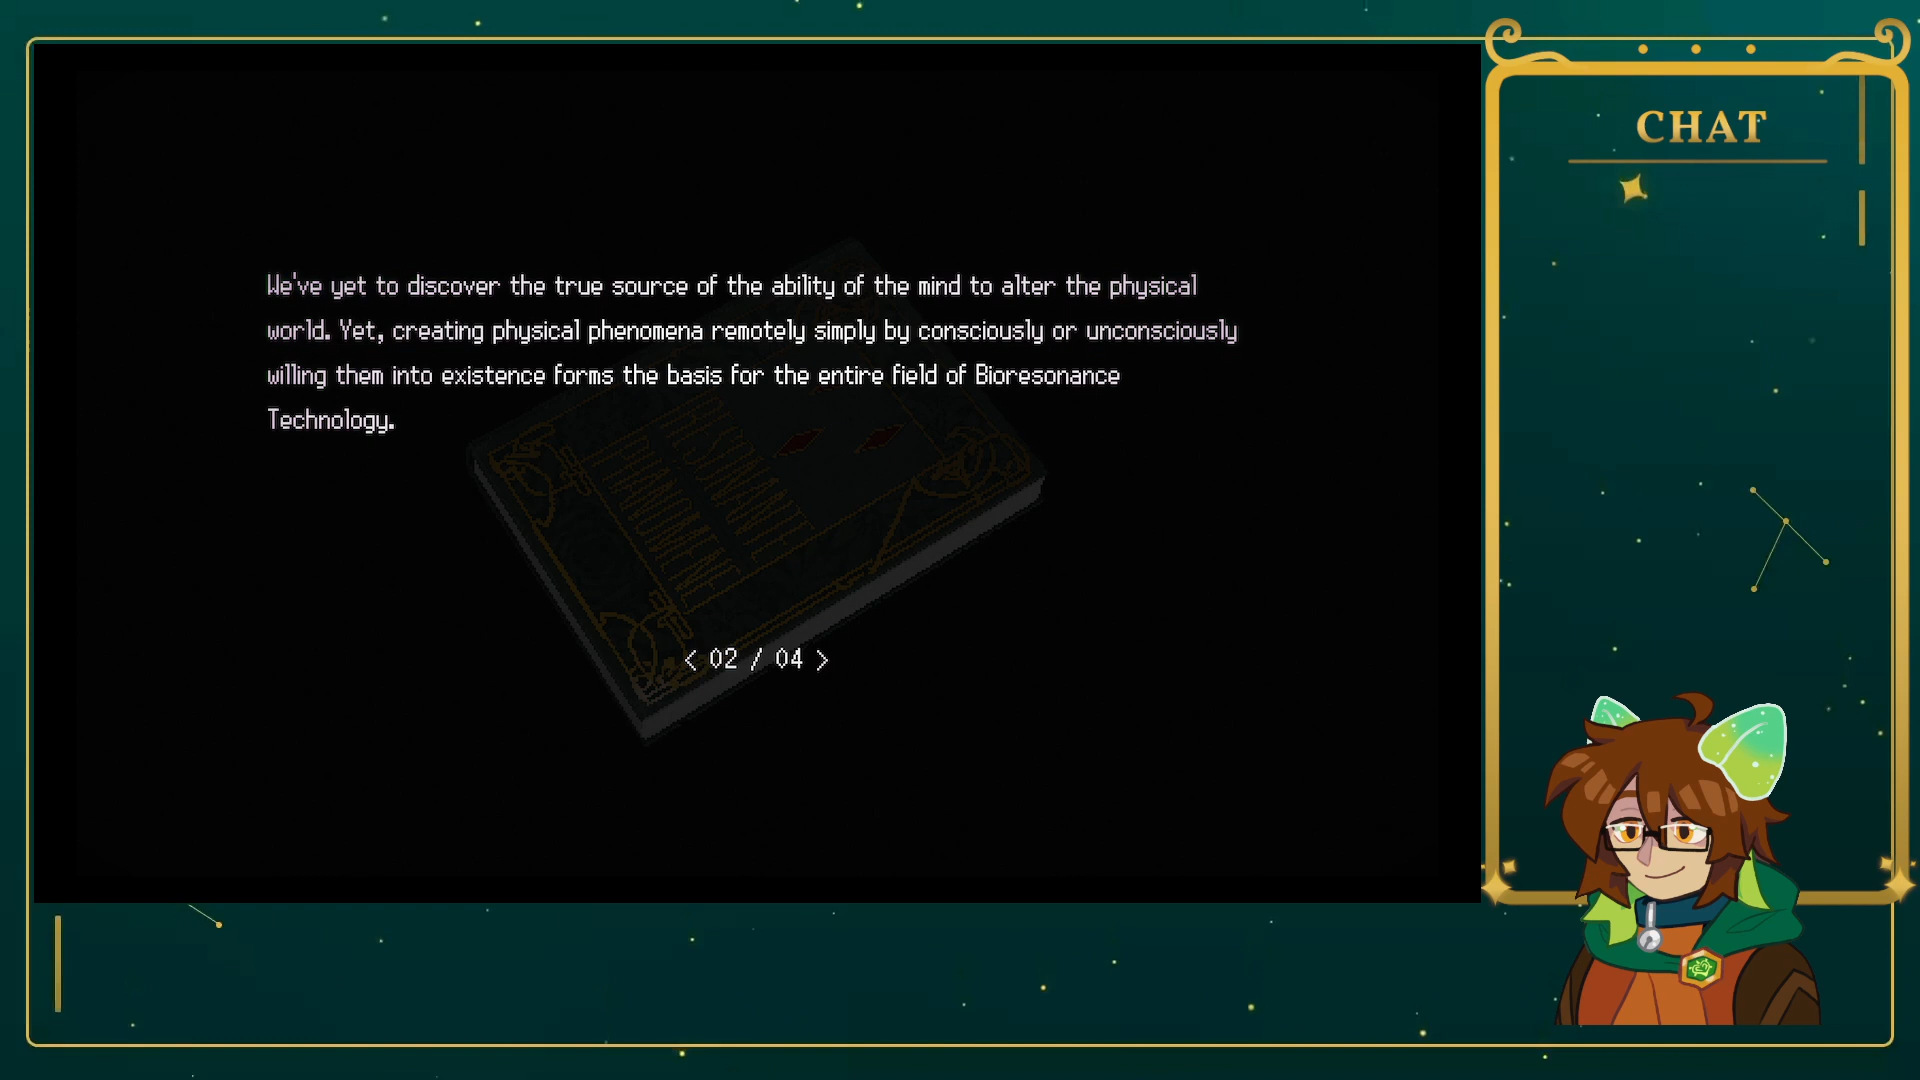 CHAT
We've yet to discover the true source of the ability of the mind to alter the physical
world. Yet, creating physical phenomena remotely simply by consciously or unconsciously
willing them into existence forms the basis for the entire field of Bioresonance
Technology.
< 02 / 04 >